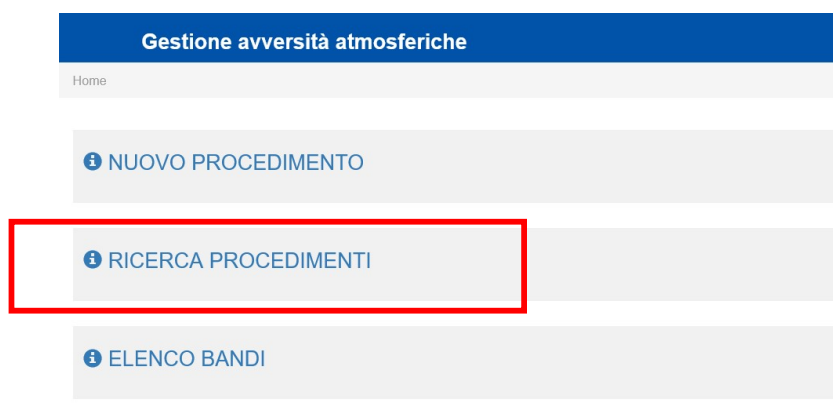 Gestione avversità atmosferiche
Home
NUOVO PROCEDIMENTO
RICERCA PROCEDIMENTI
ELENCO BANDI